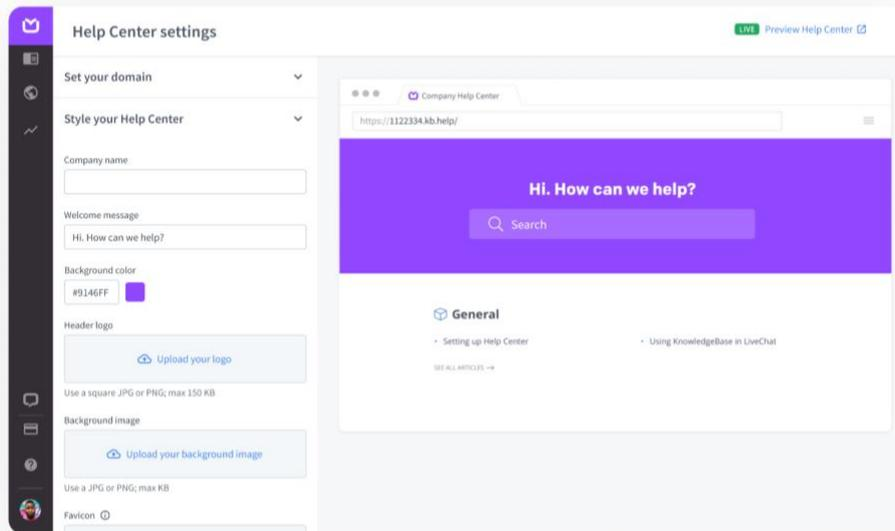 Help Center settings
LIVE Preview Help Center
Set your domain
Style your Help Center
Company name
Welcome message
Hi. How can we help?
Background color
#9146FF
Header logo
Upload your logo
Use a square JPG or PNG; max 150 KB
Background image
Upload your background image
Use a JPG or PNG; max KB
Favicon
Company Help Center
https://1122334.kb.help/
Hi. How can we help?
Search
General
• Setting up Help Center
• Using KnowledgeBase in LiveChat
SEE ALL ARTICLES →